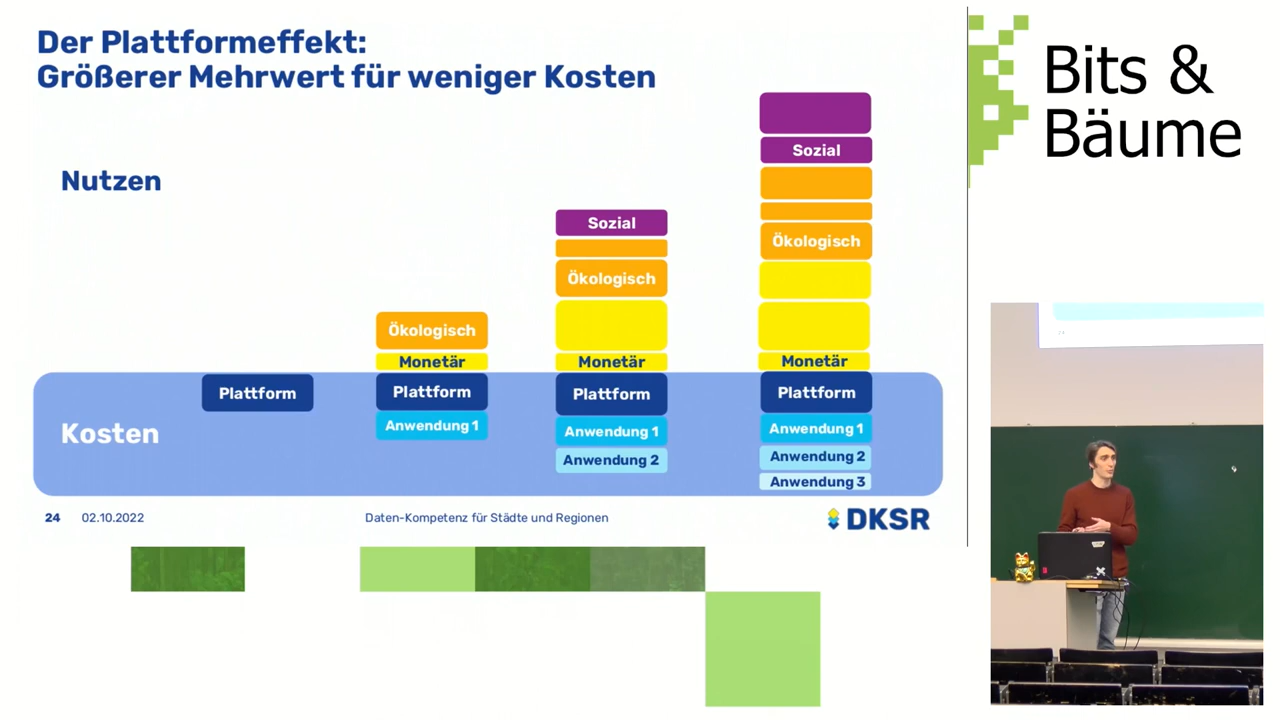 Der Plattformeffekt:
Größerer Mehrwert für weniger Kosten
Nutzen
Kosten
Plattform
Ökologisch
Monetär
Plattform
Anwendung 1
Sozial
Ökologisch
Monetär
Plattform
Anwendung 1
Anwendung 2
Sozial
Ökologisch
Monetär
Plattform
Anwendung 1
Anwendung 2
Anwendung 3
24 02.10.2022 Daten-Kompetenz für Städte und Regionen DKSR
Bits &
Bäume